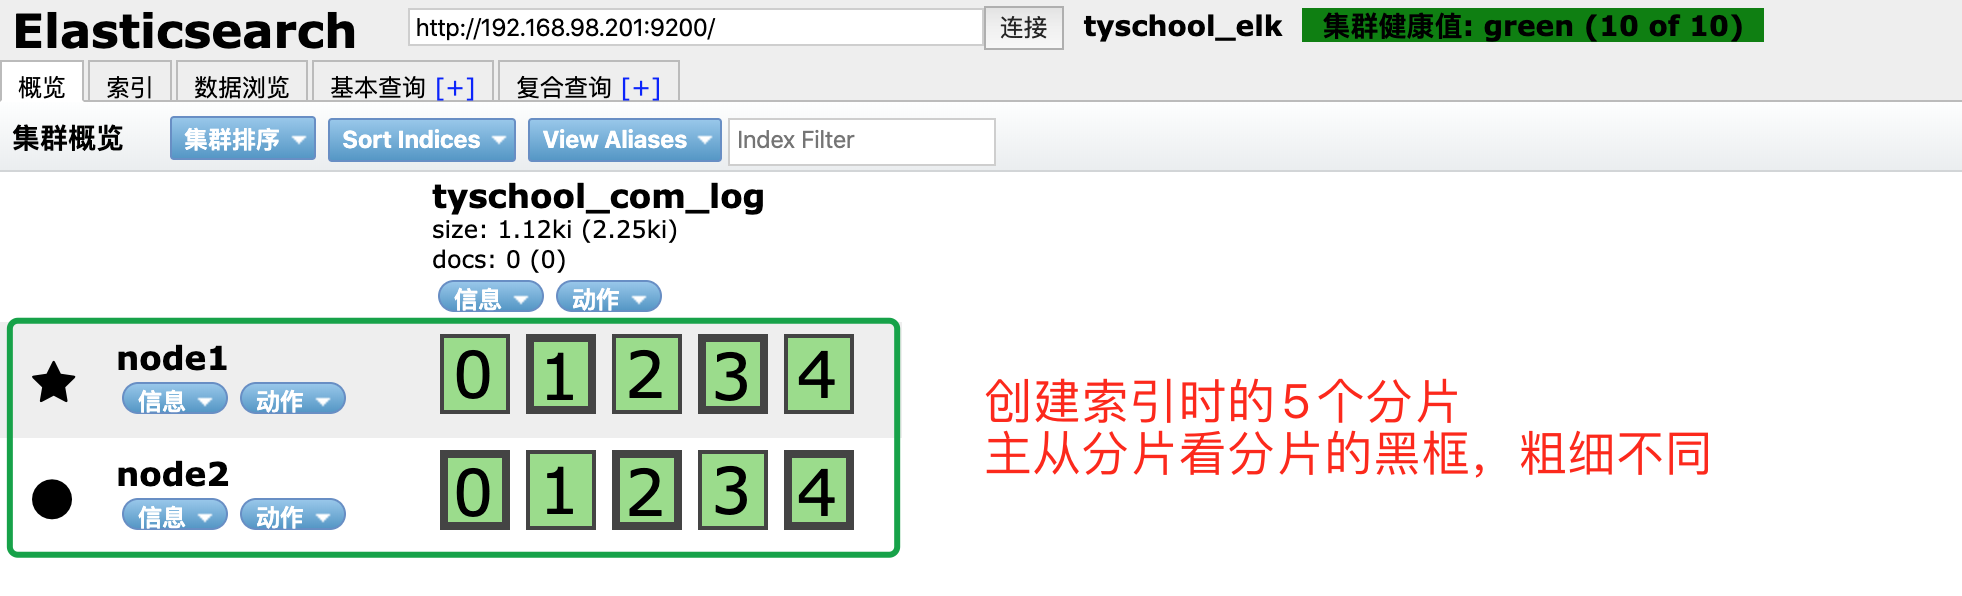 Elasticsearch http://192.168.98.201:9200/ 连接 tyschool_elk 集群健康值: green (10 of 10)
概览 索引 数据浏览 基本查询 [+] 复合查询 [+]
集群概览 集群排序 Sort Indices View Aliases Index Filter
tyschool_com_log
size: 1.12ki (2.25ki)
docs: 0 (0)
信息 动作
node1 0 1 2 3 4
信息 动作
创建索引时的5个分片
主从分片看分片的黑框，粗细不同
node2 0 1 2 3 4
信息 动作